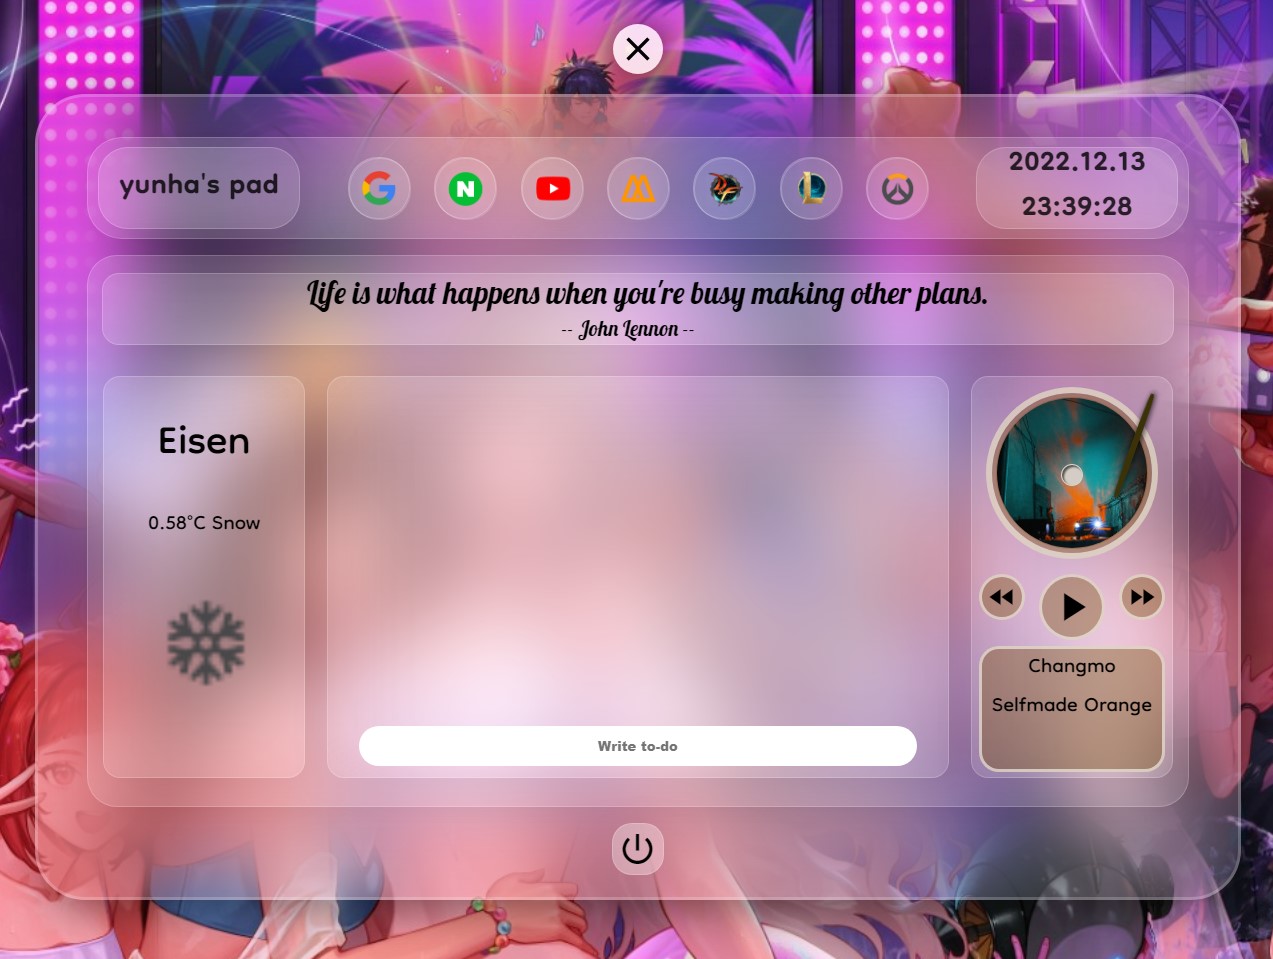 yunha's pad
N
2022.12.13
23:39:28
Life is what happens when you're busy making other plans.
-- John Lennon --
Eisen
0.58°C Snow
Write to-do
Changmo
Selfmade Orange